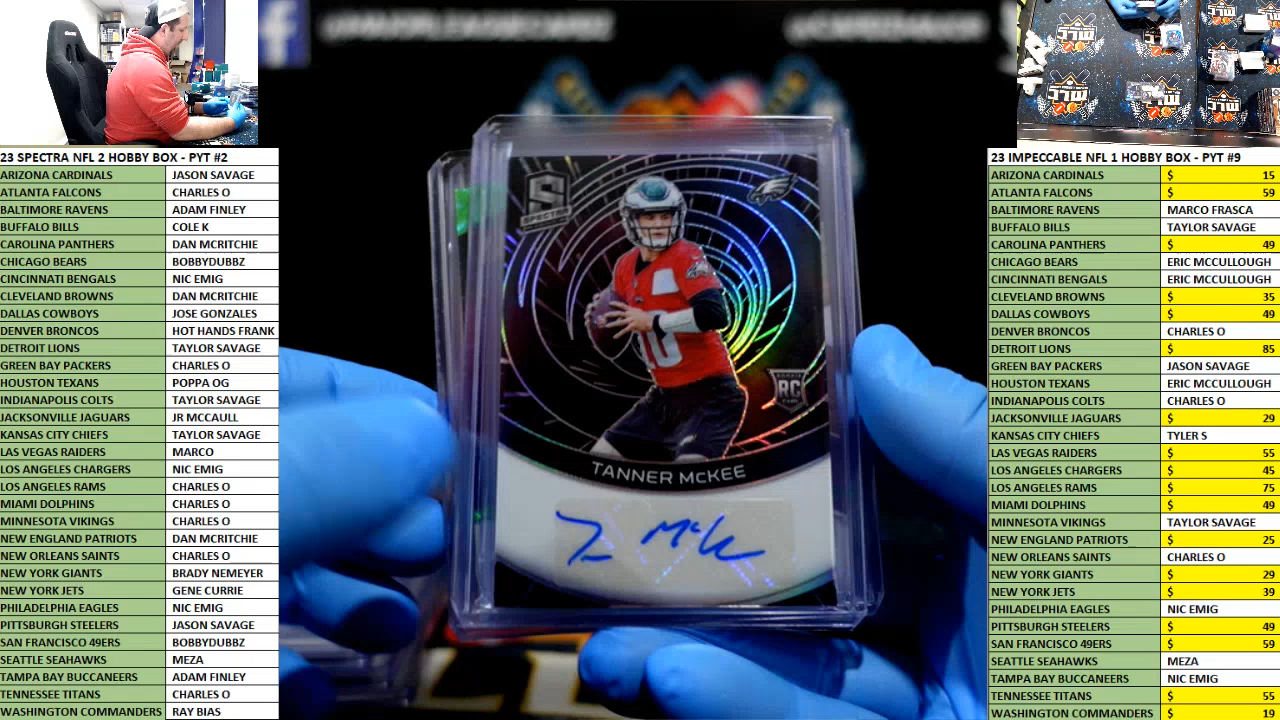 23 SPECTRA NFL 2 HOBBY BOX - PYT #2
ARIZONA CARDINALS JASON SAVAGE
ATLANTA FALCONS CHARLES O
BALTIMORE RAVENS ADAM FINLEY
BUFFALO BILLS COLE K
CAROLINA PANTHERS DAN MCRITCHIE
CHICAGO BEARS BOBBYDUBBZ
CINCINNATI BENGALS NIC EMIG
CLEVELAND BROWNS DAN MCRITCHIE
DALLAS COWBOYS JOSE GONZALES
DENVER BRONCOS HOT HANDS FRANK
DETROIT LIONS TAYLOR SAVAGE
GREEN BAY PACKERS CHARLES O
HOUSTON TEXANS POPPA OG
INDIANAPOLIS COLTS TAYLOR SAVAGE
JACKSONVILLE JAGUARS JR MCCAULL
KANSAS CITY CHIEFS TAYLOR SAVAGE
LAS VEGAS RAIDERS MARCO
LOS ANGELES CHARGERS NIC EMIG
LOS ANGELES RAMS CHARLES O
MIAMI DOLPHINS CHARLES O
MINNESOTA VIKINGS CHARLES O
NEW ENGLAND PATRIOTS DAN MCRITCHIE
NEW ORLEANS SAINTS CHARLES O
NEW YORK GIANTS BRADY NEMEYER
NEW YORK JETS GENE CURRIE
PHILADELPHIA EAGLES NIC EMIG
PITTSBURGH STEELERS JASON SAVAGE
SAN FRANCISCO 49ERS BOBBYDUBBZ
SEATTLE SEAHAWKS MEZA
TAMPA BAY BUCCANEERS ADAM FINLEY
TENNESSEE TITANS CHARLES O
WASHINGTON COMMANDERS RAY BIAS
S
SPECTRA
10
RC
TANNER MCKEE
T McK
23 IMPECCABLE NFL 1 HOBBY BOX - PYT #9
ARIZONA CARDINALS $ 15
ATLANTA FALCONS $ 59
BALTIMORE RAVENS MARCO FRASCA
BUFFALO BILLS TAYLOR SAVAGE
CAROLINA PANTHERS $ 49
CHICAGO BEARS ERIC MCCULLOUGH
CINCINNATI BENGALS ERIC MCCULLOUGH
CLEVELAND BROWNS $ 35
DALLAS COWBOYS $ 49
DENVER BRONCOS CHARLES O
DETROIT LIONS $ 85
GREEN BAY PACKERS JASON SAVAGE
HOUSTON TEXANS ERIC MCCULLOUGH
INDIANAPOLIS COLTS CHARLES O
JACKSONVILLE JAGUARS $ 29
KANSAS CITY CHIEFS TYLER S
LAS VEGAS RAIDERS $ 55
LOS ANGELES CHARGERS $ 45
LOS ANGELES RAMS $ 75
MIAMI DOLPHINS $ 49
MINNESOTA VIKINGS TAYLOR SAVAGE
NEW ENGLAND PATRIOTS $ 25
NEW ORLEANS SAINTS CHARLES O
NEW YORK GIANTS $ 29
NEW YORK JETS $ 39
PHILADELPHIA EAGLES NIC EMIG
PITTSBURGH STEELERS $ 49
SAN FRANCISCO 49ERS $ 59
SEATTLE SEAHAWKS MEZA
TAMPA BAY BUCCANEERS NIC EMIG
TENNESSEE TITANS $ 55
WASHINGTON COMMANDERS $ 19